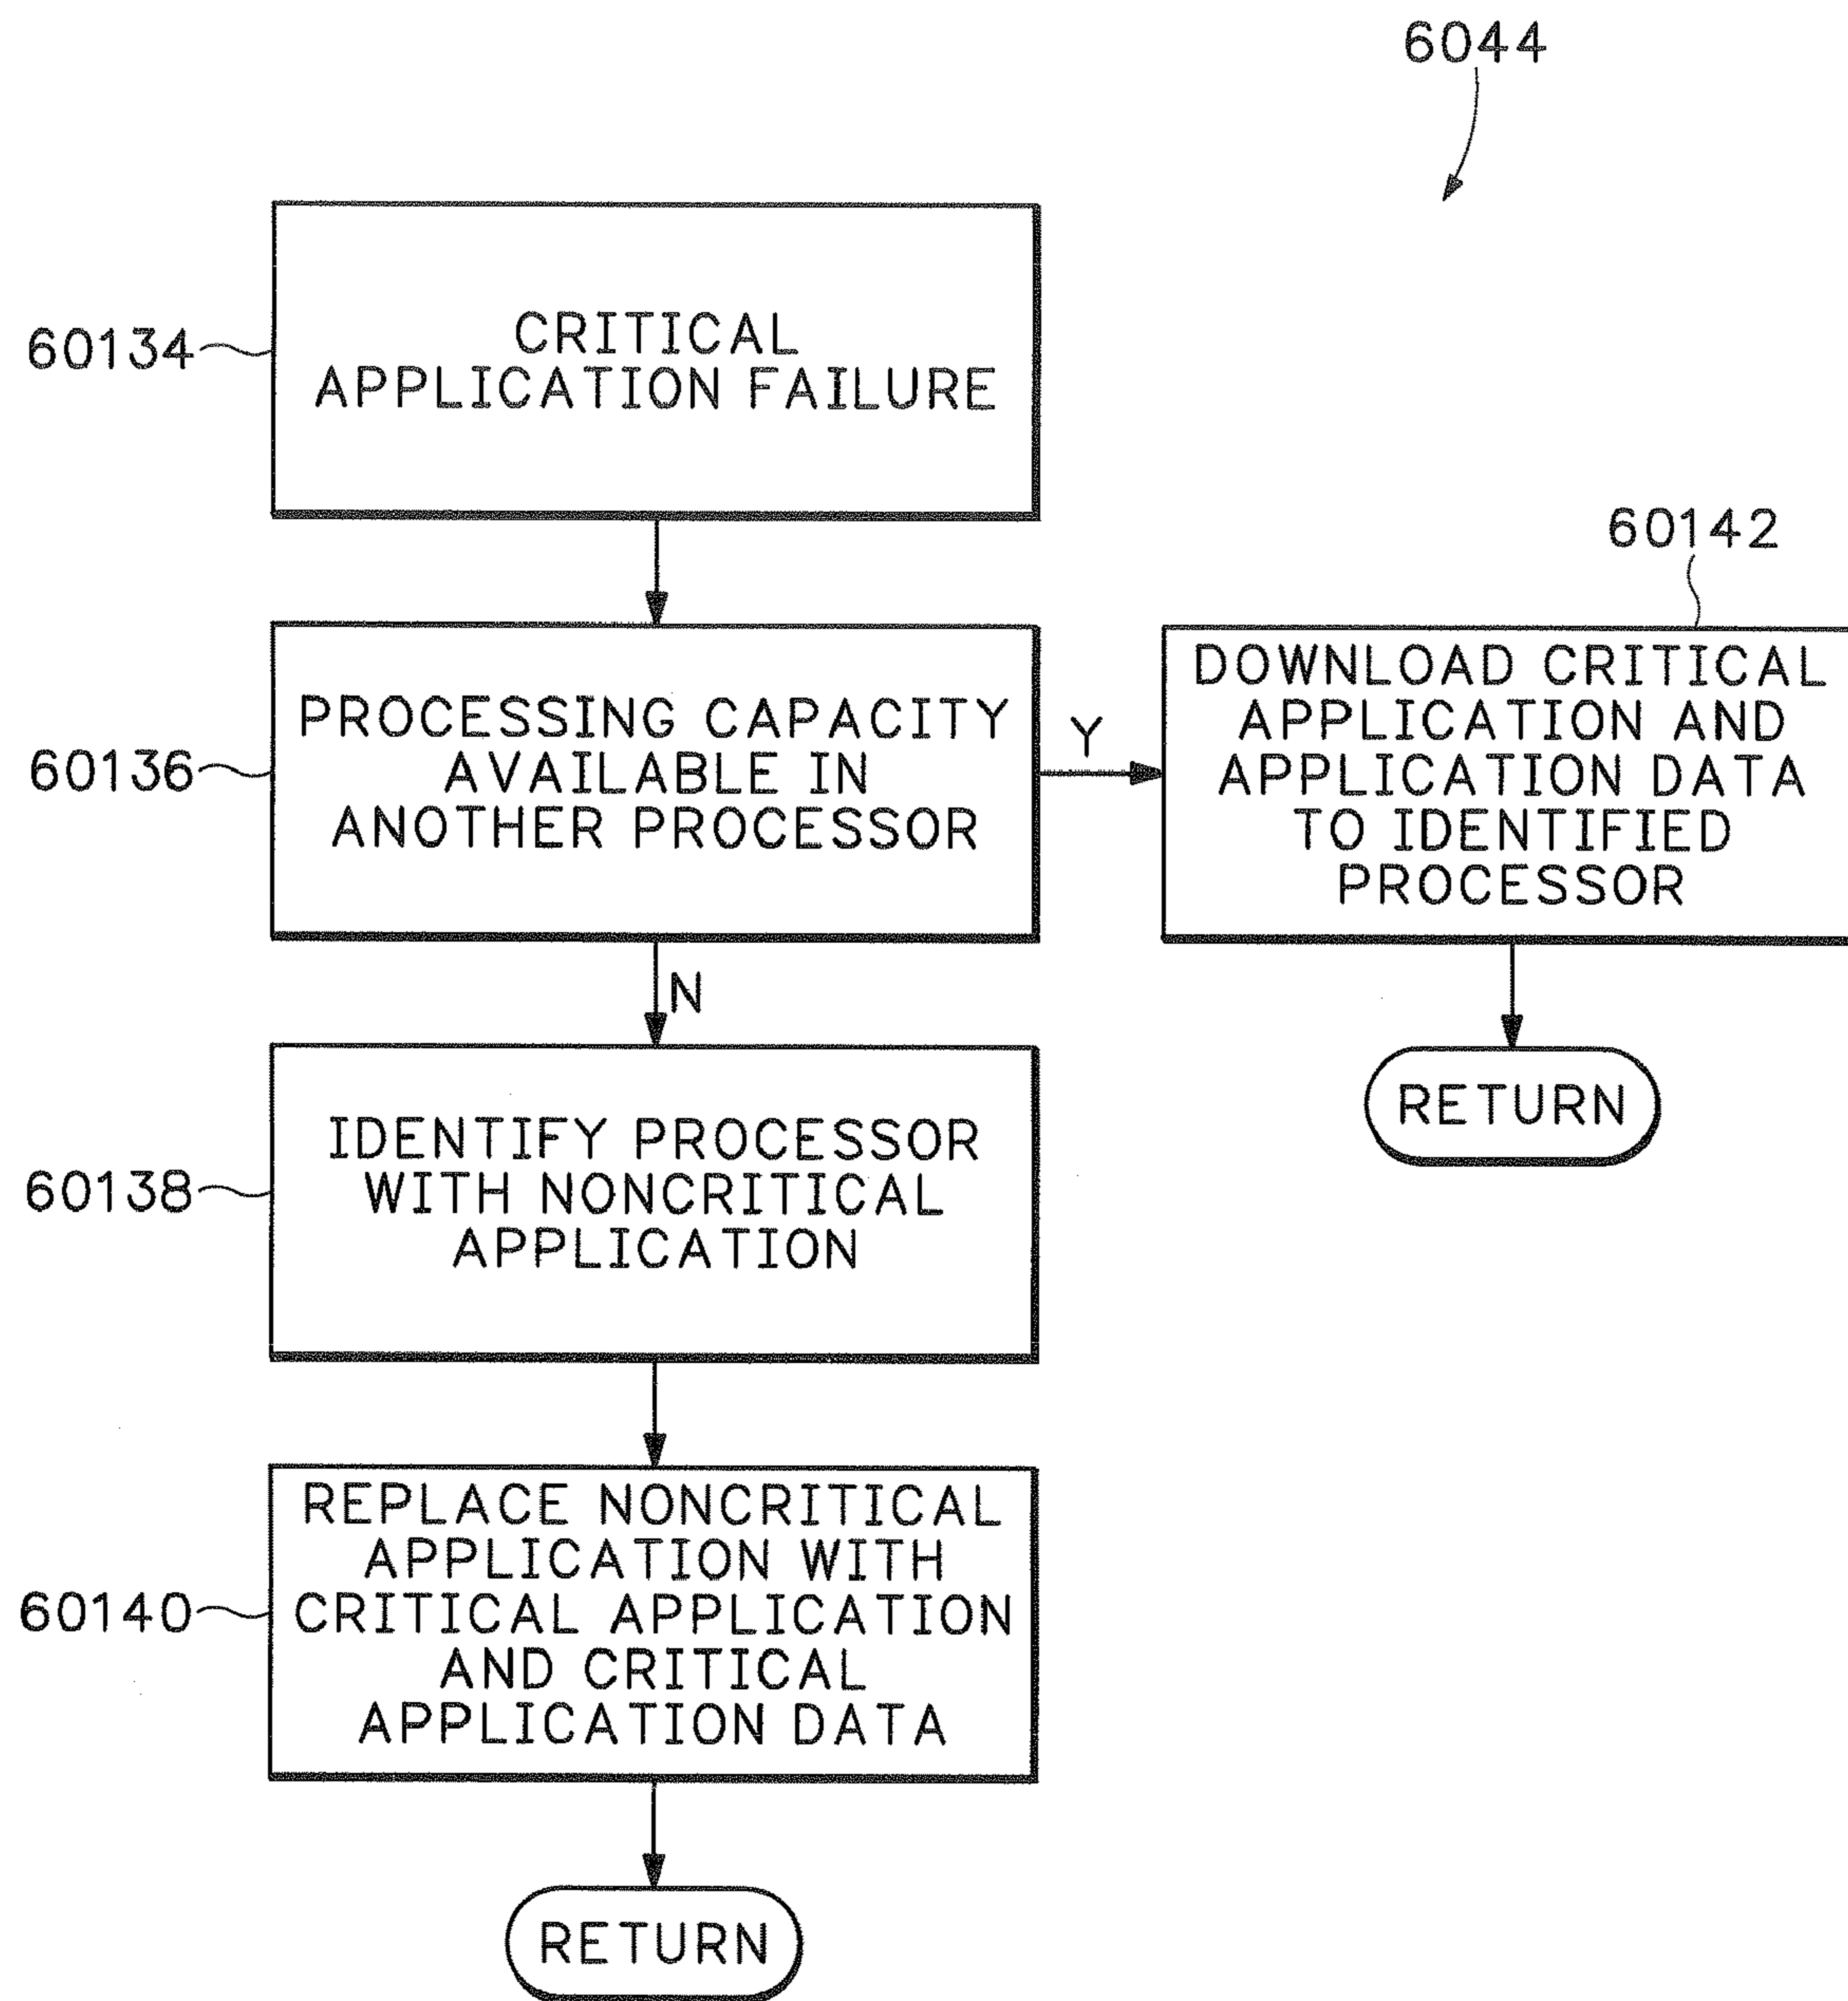 6044
60134
CRITICAL
APPLICATION FAILURE
60142
60136
PROCESSING CAPACITY
AVAILABLE IN
ANOTHER PROCESSOR
Y
DOWNLOAD CRITICAL
APPLICATION AND
APPLICATION DATA
TO IDENTIFIED
PROCESSOR
N
RETURN
60138
IDENTIFY PROCESSOR
WITH NONCRITICAL
APPLICATION
60140
REPLACE NONCRITICAL
APPLICATION WITH
CRITICAL APPLICATION
AND CRITICAL
APPLICATION DATA
RETURN